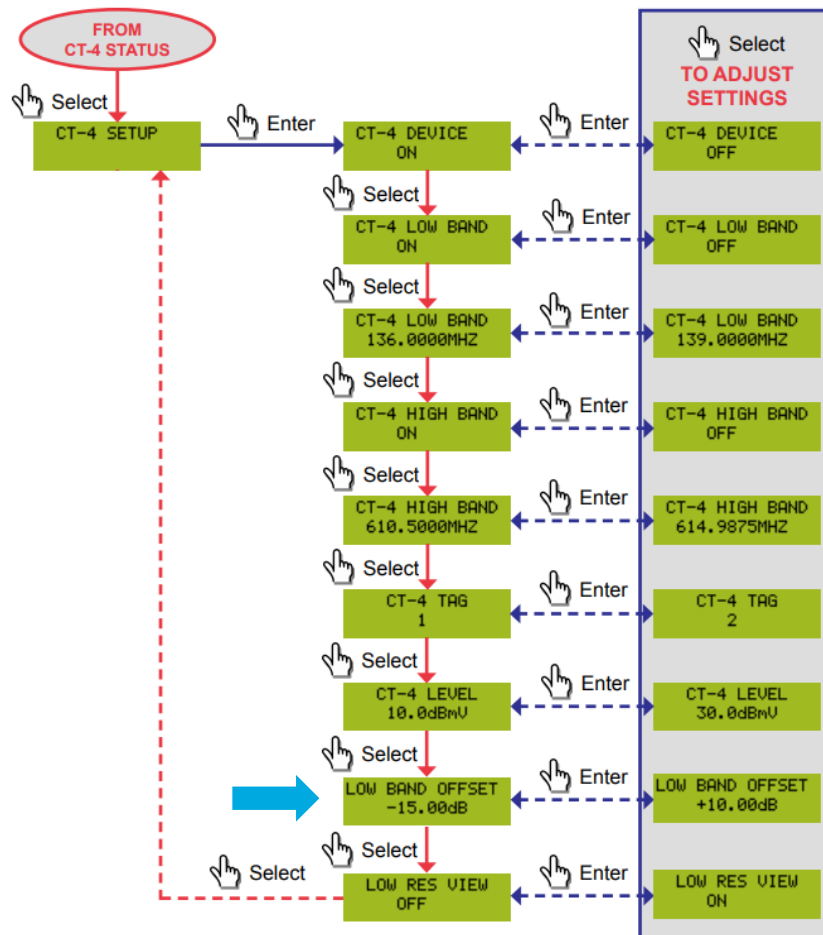 FROM
CT-4 STATUS
Select
TO ADJUST
SETTINGS
Select
CT-4 SETUP
Enter
CT-4 DEVICE
ON
Enter
CT-4 DEVICE
OFF
Select
CT-4 LOW BAND
ON
Enter
CT-4 LOW BAND
OFF
Select
CT-4 LOW BAND
136.0000MHZ
Enter
CT-4 LOW BAND
139.0000MHZ
Select
CT-4 HIGH BAND
ON
Enter
CT-4 HIGH BAND
OFF
Select
CT-4 HIGH BAND
610.5000MHZ
Enter
CT-4 HIGH BAND
614.9875MHZ
Select
CT-4 TAG
1
Enter
CT-4 TAG
2
Select
CT-4 LEVEL
10.0dBmV
Enter
CT-4 LEVEL
30.0dBmV
Select
LOW BAND OFFSET
-15.00dB
Enter
LOW BAND OFFSET
+10.00dB
Select
LOW RES VIEW
OFF
Enter
LOW RES VIEW
ON
Select